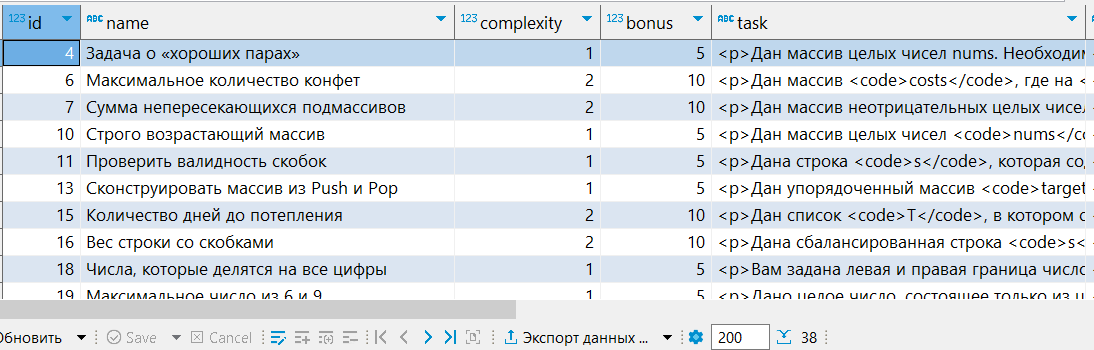 123 id ABC name 123 complexity 123 bonus ABC task
4 Задача о «хороших парах» 1 5 <p>Дан массив целых чисел nums. Необходим
6 Максимальное количество конфет 2 10 <p>Дан массив <code>costs</code>, где на <
7 Сумма непересекающихся подмассивов 2 10 <p>Дан массив неотрицательных целых чисел
10 Строго возрастающий массив 1 5 <p>Дан массив целых чисел <code>nums</co
11 Проверить валидность скобок 1 5 <p>Дана строка <code>s</code>, которая со
13 Сконструировать массив из Push и Pop 1 5 <p>Дан упорядоченный массив <code>target
15 Количество дней до потепления 2 10 <p>Дан список <code>T</code>, в котором с
16 Вес строки со скобками 2 10 <p>Дана сбалансированная строка <code>s<
18 Числа, которые делятся на все цифры 1 5 <p>Вам задана левая и правая граница число
19 Максимальное число из 6 и 9 1 5 <p>Дано целое число, состоящее только из ц
Обновить Save Cancel Экспорт данных ... 200 38